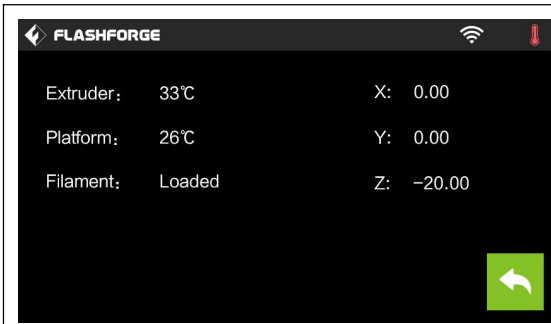 FLASHFORGE
Extruder: 33℃ X: 0.00
Platform: 26℃ Y: 0.00
Filament: Loaded Z: −20.00